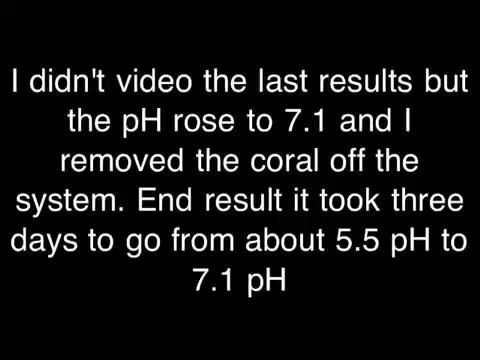 I didn't video the last results but
the pH rose to 7.1 and I
removed the coral off the
system. End result it took three
days to go from about 5.5 pH to
7.1 pH